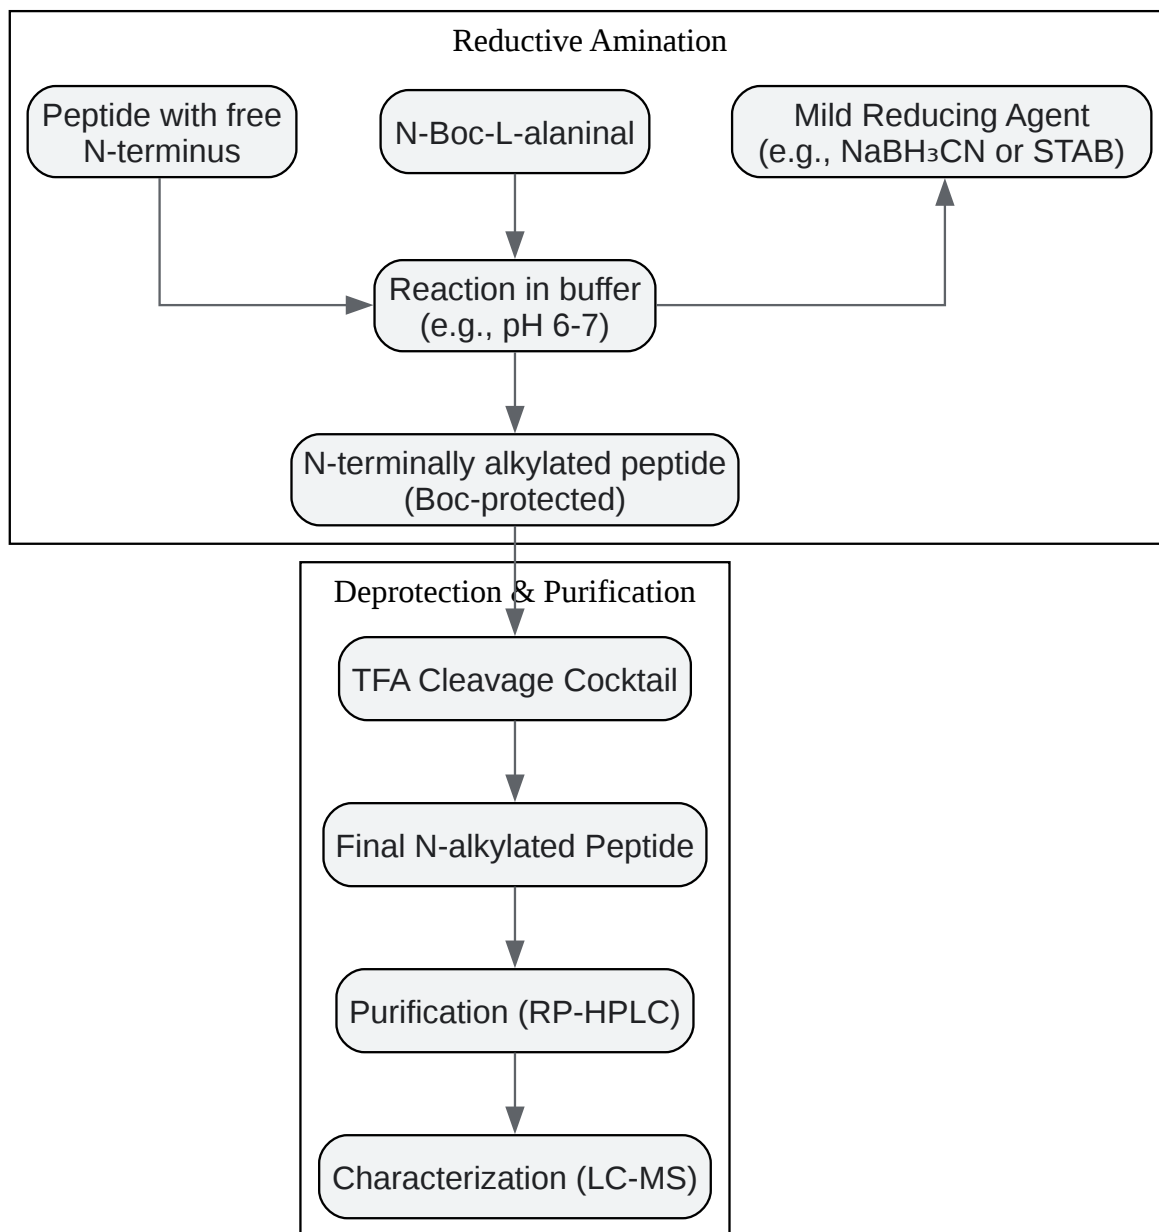 Reductive Amination
Peptide with free
N-terminus
N-Boc-L-alaninal
Mild Reducing Agent
(e.g., NaBH₃CN or STAB)
Reaction in buffer
(e.g., pH 6-7)
N-terminally alkylated peptide
(Boc-protected)
Deprotection & Purification
TFA Cleavage Cocktail
Final N-alkylated Peptide
Purification (RP-HPLC)
Characterization (LC-MS)